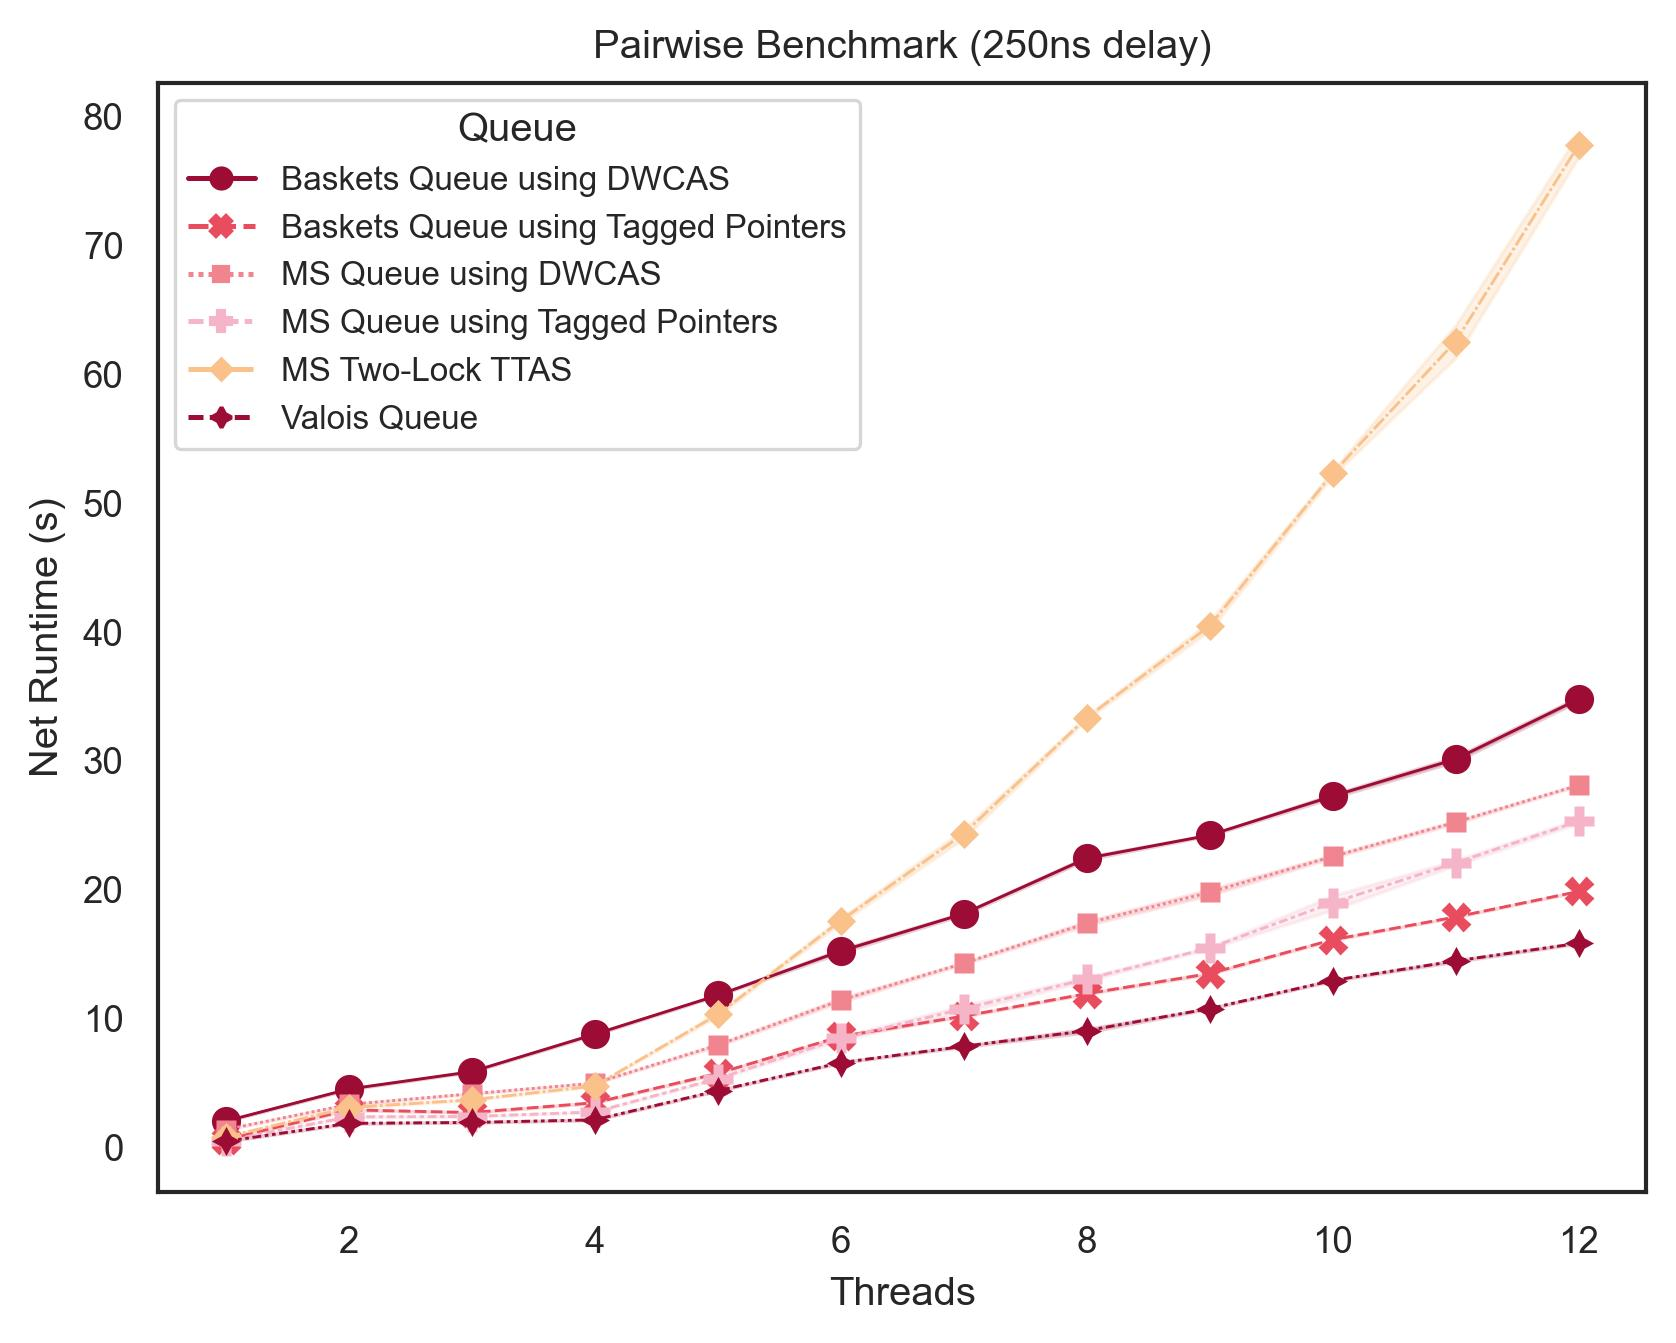 Pairwise Benchmark (250ns delay)
Queue
Baskets Queue using DWCAS
Baskets Queue using Tagged Pointers
MS Queue using DWCAS
MS Queue using Tagged Pointers
MS Two-Lock TTAS
Valois Queue
Net Runtime (s)
80
70
60
50
40
30
20
10
0
2 4 6 8 10 12
Threads